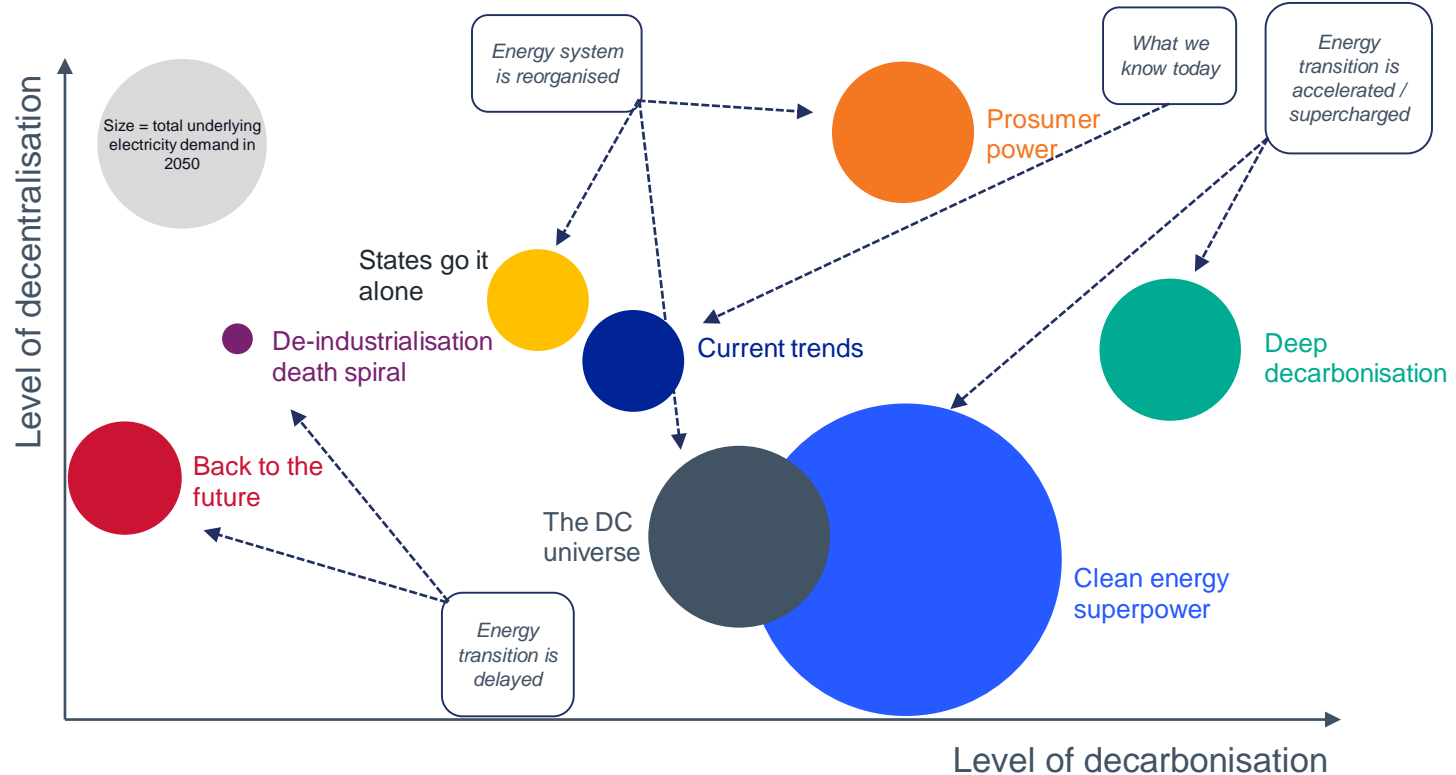 Level of decentralisation
Size = total underlying
electricity demand in
2050
Energy system
is reorganised
What we
know today
Energy
transition is
accelerated /
supercharged
Prosumer
power
States go it
alone
De-industrialisation
death spiral
Current trends
Deep
decarbonisation
Back to the
future
The DC
universe
Clean energy
superpower
Energy
transition is
delayed
Level of decarbonisation